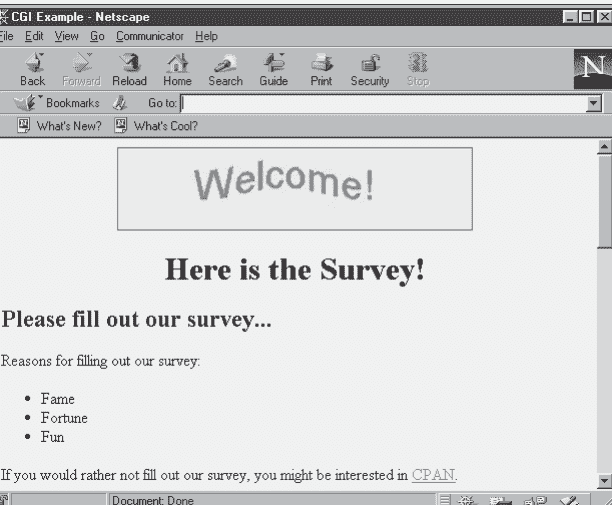 CGI Example - Netscape
File Edit View Go Communicator Help
Back Forward Reload Home Search Guide Print Security Stop
N
Bookmarks Go to:
What's New? What's Cool?
Welcome!
Here is the Survey!
Please fill out our survey...
Reasons for filling out our survey:
• Fame
• Fortune
• Fun
If you would rather not fill out our survey, you might be interested in CPAN.
Document: Done